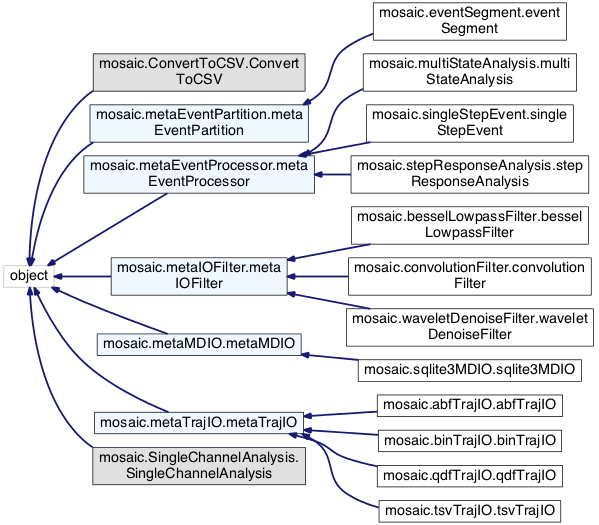 mosaic.eventSegment.event
Segment
mosaic.ConvertToCSV.Convert
ToCSV
mosaic.multiStateAnalysis.multi
StateAnalysis
mosaic.metaEventPartition.meta
EventPartition
mosaic.singleStepEvent.single
StepEvent
mosaic.metaEventProcessor.meta
EventProcessor
mosaic.stepResponseAnalysis.step
ResponseAnalysis
mosaic.besselLowpassFilter.bessel
LowpassFilter
object
mosaic.metaIOFilter.meta
IOFilter
mosaic.convolutionFilter.convolution
Filter
mosaic.waveletDenoiseFilter.wavelet
DenoiseFilter
mosaic.metaMDIO.metaMDIO
mosaic.sqlite3MDIO.sqlite3MDIO
mosaic.metaTrajIO.metaTrajIO
mosaic.abfTrajIO.abfTrajIO
mosaic.binTrajIO.binTrajIO
mosaic.SingleChannelAnalysis.
SingleChannelAnalysis
mosaic.qdfTrajIO.qdfTrajIO
mosaic.tsvTrajIO.tsvTrajIO